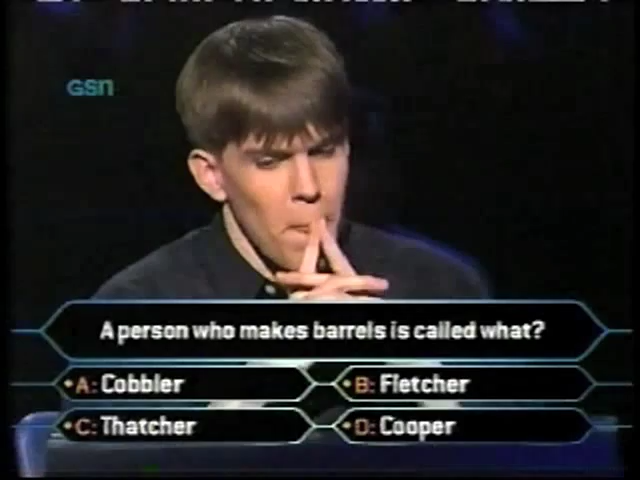 GSN
A person who makes barrels is called what?
A: Cobbler
B: Fletcher
C: Thatcher
D: Cooper